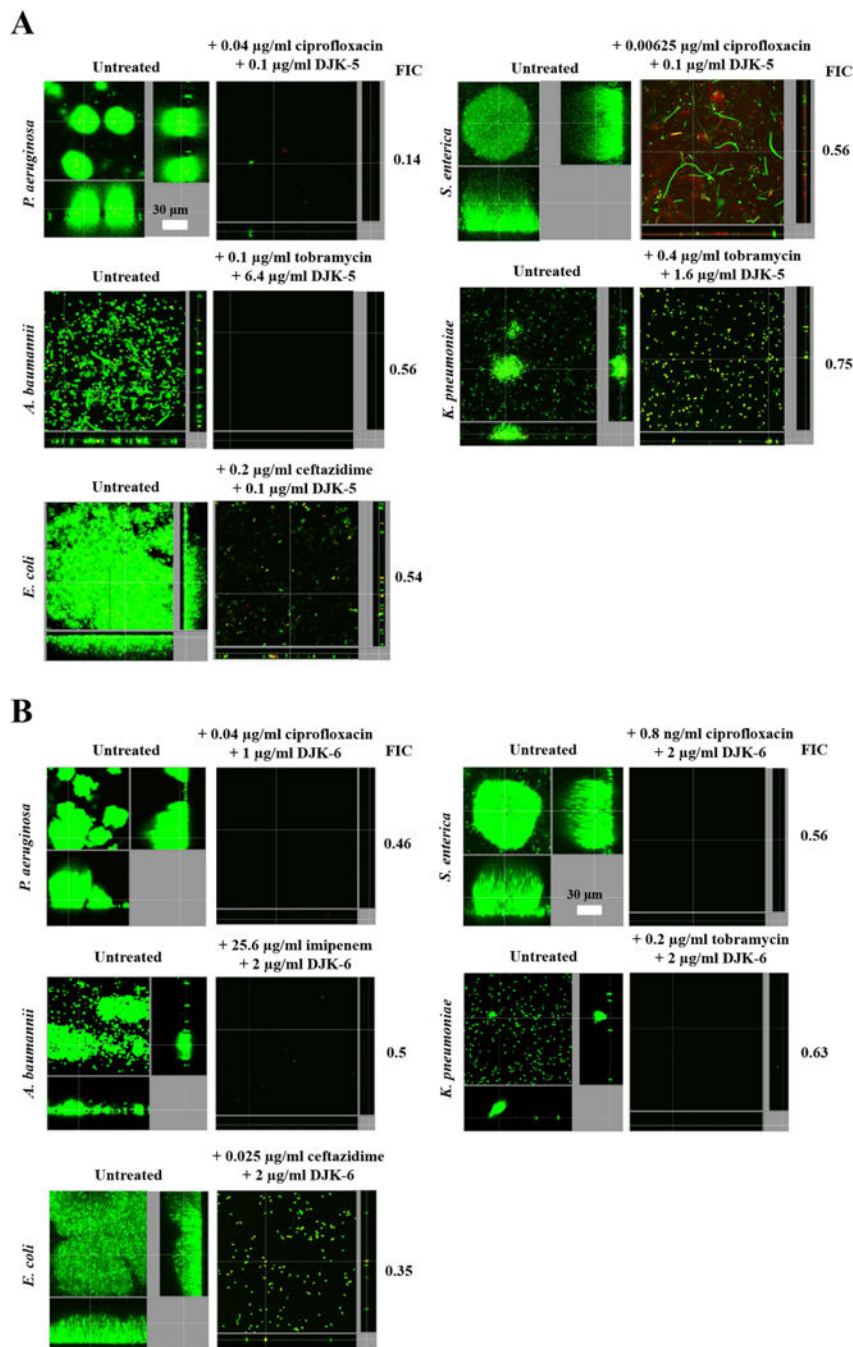 A
Untreated
+ 0.04 µg/ml ciprofloxacin
+ 0.1 µg/ml DJK-5
FIC
P. aeruginosa
30 µm
0.14
Untreated
+ 0.00625 µg/ml ciprofloxacin
+ 0.1 µg/ml DJK-5
FIC
S. enterica
0.56
Untreated
+ 0.1 µg/ml tobramycin
+ 6.4 µg/ml DJK-5
A. baumannii
0.56
Untreated
+ 0.4 µg/ml tobramycin
+ 1.6 µg/ml DJK-5
K. pneumoniae
0.75
Untreated
+ 0.2 µg/ml ceftazidime
+ 0.1 µg/ml DJK-5
E. coli
0.54
B
Untreated
+ 0.04 µg/ml ciprofloxacin
+ 1 µg/ml DJK-6
FIC
P. aeruginosa
0.46
Untreated
+ 0.8 ng/ml ciprofloxacin
+ 2 µg/ml DJK-6
FIC
S. enterica
30 µm
0.56
Untreated
+ 25.6 µg/ml imipenem
+ 2 µg/ml DJK-6
A. baumannii
0.5
Untreated
+ 0.2 µg/ml tobramycin
+ 2 µg/ml DJK-6
K. pneumoniae
0.63
Untreated
+ 0.025 µg/ml ceftazidime
+ 2 µg/ml DJK-6
E. coli
0.35